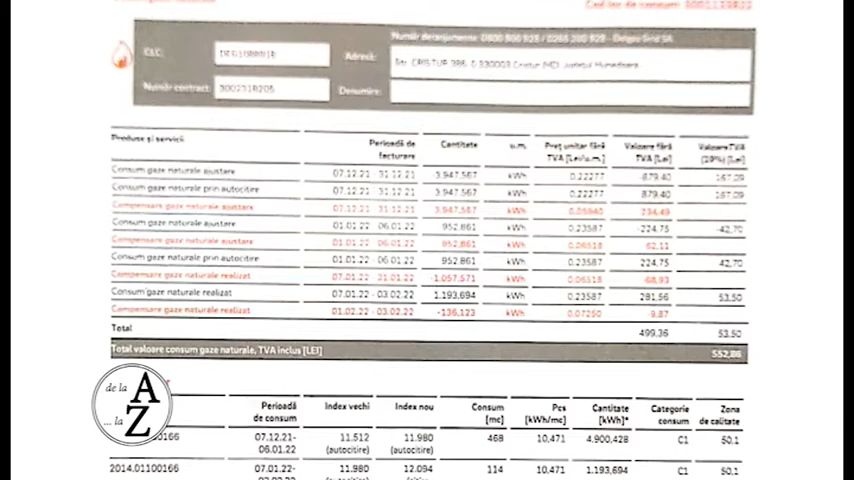 Cod loc de consum:
Număr deranjamente: 0800 800 928 / 0265 200 928 - Delgaz Grid SA
CLC:
Adresă:
Str. CRISTUR 386, 0 330003 Cristur (HD) Județul Hunedoara
Număr contract:
Denumire:
Produse și servicii Perioadă de facturare Cantitate u.m. Preț unitar fără TVA [Lei/u.m.] Valoare fără TVA [Lei] Valoare TVA (19%) [Lei]
Consum gaze naturale ajustare 07.12.21 - 31.12.21 -3.947,567 kWh 0,22277 -879,40 -167,09
Consum gaze naturale prin autocitire 07.12.21 - 31.12.21 3.947,567 kWh 0,22277 879,40 167,09
Compensare gaze naturale ajustare 07.12.21 - 31.12.21 3.947,567 kWh 0,05940 234,49
Consum gaze naturale ajustare 01.01.22 - 06.01.22 -952,861 kWh 0,23587 -224,75 -42,70
Compensare gaze naturale ajustare 01.01.22 - 06.01.22 952,861 kWh 0,06518 62,11
Consum gaze naturale prin autocitire 01.01.22 - 06.01.22 952,861 kWh 0,23587 224,75 42,70
Compensare gaze naturale realizat 07.01.22 - 31.01.22 -1.057,571 kWh 0,06518 -68,93
Consum gaze naturale realizat 07.01.22 - 03.02.22 1.193,694 kWh 0,23587 281,56 53,50
Compensare gaze naturale realizat 01.02.22 - 03.02.22 -136,123 kWh 0,07250 -9,87
Total 499,36 53,50
Total valoare consum gaze naturale, TVA inclus [LEI] 552,86
de la A
... la Z
Perioadă de consum Index vechi Index nou Consum [mc] Pcs [kWh/mc] Cantitate [kWh]* Categorie consum Zona de calitate
07.12.21- 11.512 11.980 468 10,471 4.900,428 C1 50,1
06.01.22 (autocitire) (autocitire)
2014.01100166 07.01.22- 11.980 12.094 114 10,471 1.193,694 C1 50,1
(autocitire)